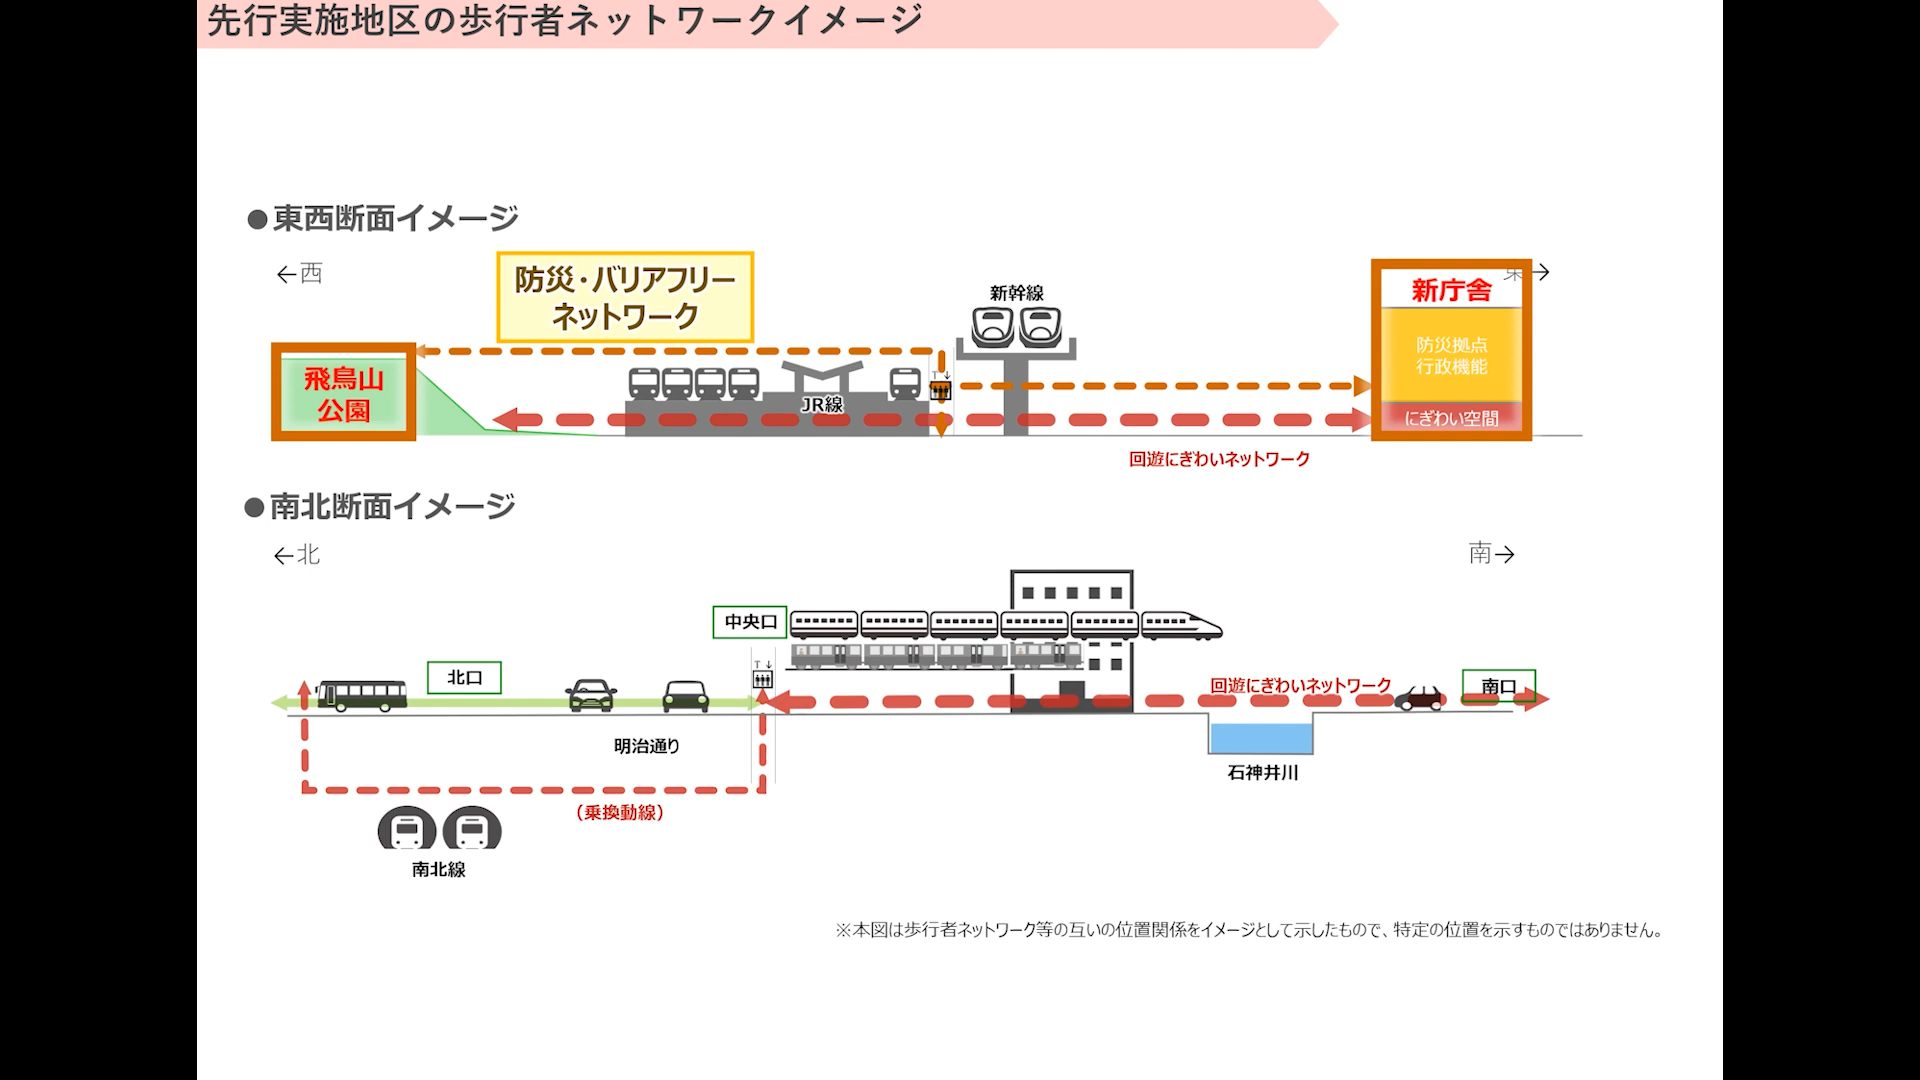 先行実施地区の歩行者ネットワークイメージ
●東西断面イメージ
←西
防災・バリアフリー
ネットワーク
新幹線
新庁舎
防災拠点
行政機能
にぎわい空間
飛鳥山
公園
JR線
回遊にぎわいネットワーク
●南北断面イメージ
←北
南→
中央口
北口
回遊にぎわいネットワーク
南口
明治通り
石神井川
（乗換動線）
南北線
※本図は歩行者ネットワーク等の互いの位置関係をイメージとして示したもので、特定の位置を示すものではありません。